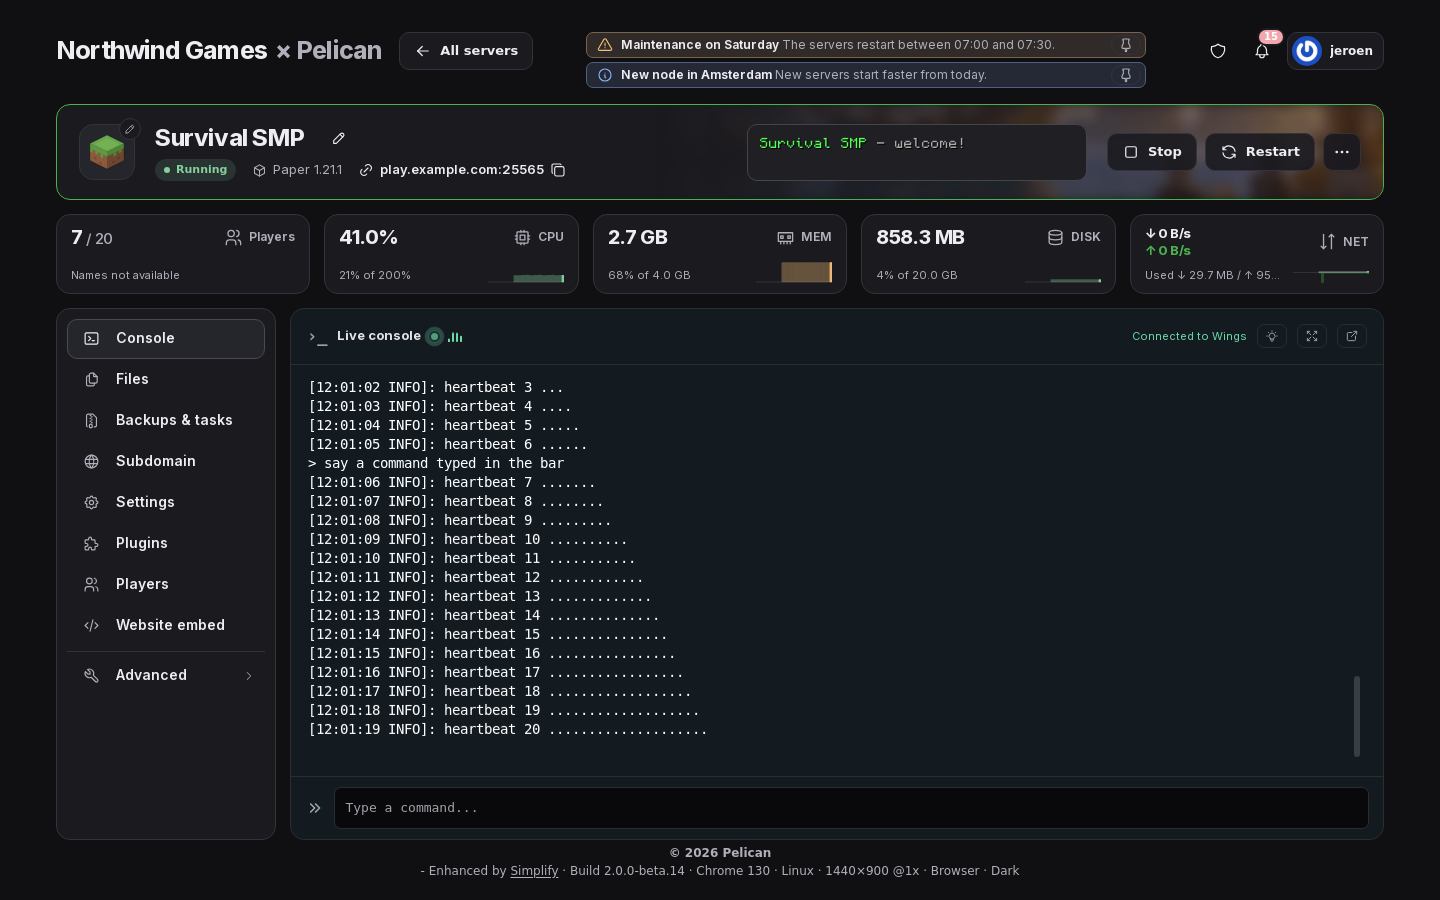 Northwind Games × Pelican
All servers
Maintenance on Saturday The servers restart between 07:00 and 07:30.
New node in Amsterdam New servers start faster from today.
15
jeroen
Survival SMP
Running
Paper 1.21.1
play.example.com:25565
Survival SMP - welcome!
Stop
Restart
7 / 20
Players
Names not available
41.0%
CPU
21% of 200%
2.7 GB
MEM
68% of 4.0 GB
858.3 MB
DISK
4% of 20.0 GB
↓ 0 B/s
↑ 0 B/s
NET
Used ↓ 29.7 MB / ↑ 95...
Console
Files
Backups & tasks
Subdomain
Settings
Plugins
Players
Website embed
Advanced
Live console
Connected to Wings
[12:01:02 INFO]: heartbeat 3 ...
[12:01:03 INFO]: heartbeat 4 ....
[12:01:04 INFO]: heartbeat 5 .....
[12:01:05 INFO]: heartbeat 6 ......
> say a command typed in the bar
[12:01:06 INFO]: heartbeat 7 .......
[12:01:07 INFO]: heartbeat 8 ........
[12:01:08 INFO]: heartbeat 9 .........
[12:01:09 INFO]: heartbeat 10 ..........
[12:01:10 INFO]: heartbeat 11 ...........
[12:01:11 INFO]: heartbeat 12 ............
[12:01:12 INFO]: heartbeat 13 .............
[12:01:13 INFO]: heartbeat 14 ..............
[12:01:14 INFO]: heartbeat 15 ...............
[12:01:15 INFO]: heartbeat 16 ................
[12:01:16 INFO]: heartbeat 17 .................
[12:01:17 INFO]: heartbeat 18 ..................
[12:01:18 INFO]: heartbeat 19 ...................
[12:01:19 INFO]: heartbeat 20 ....................
Type a command...
© 2026 Pelican
- Enhanced by Simplify · Build 2.0.0-beta.14 · Chrome 130 · Linux · 1440×900 @1x · Browser · Dark